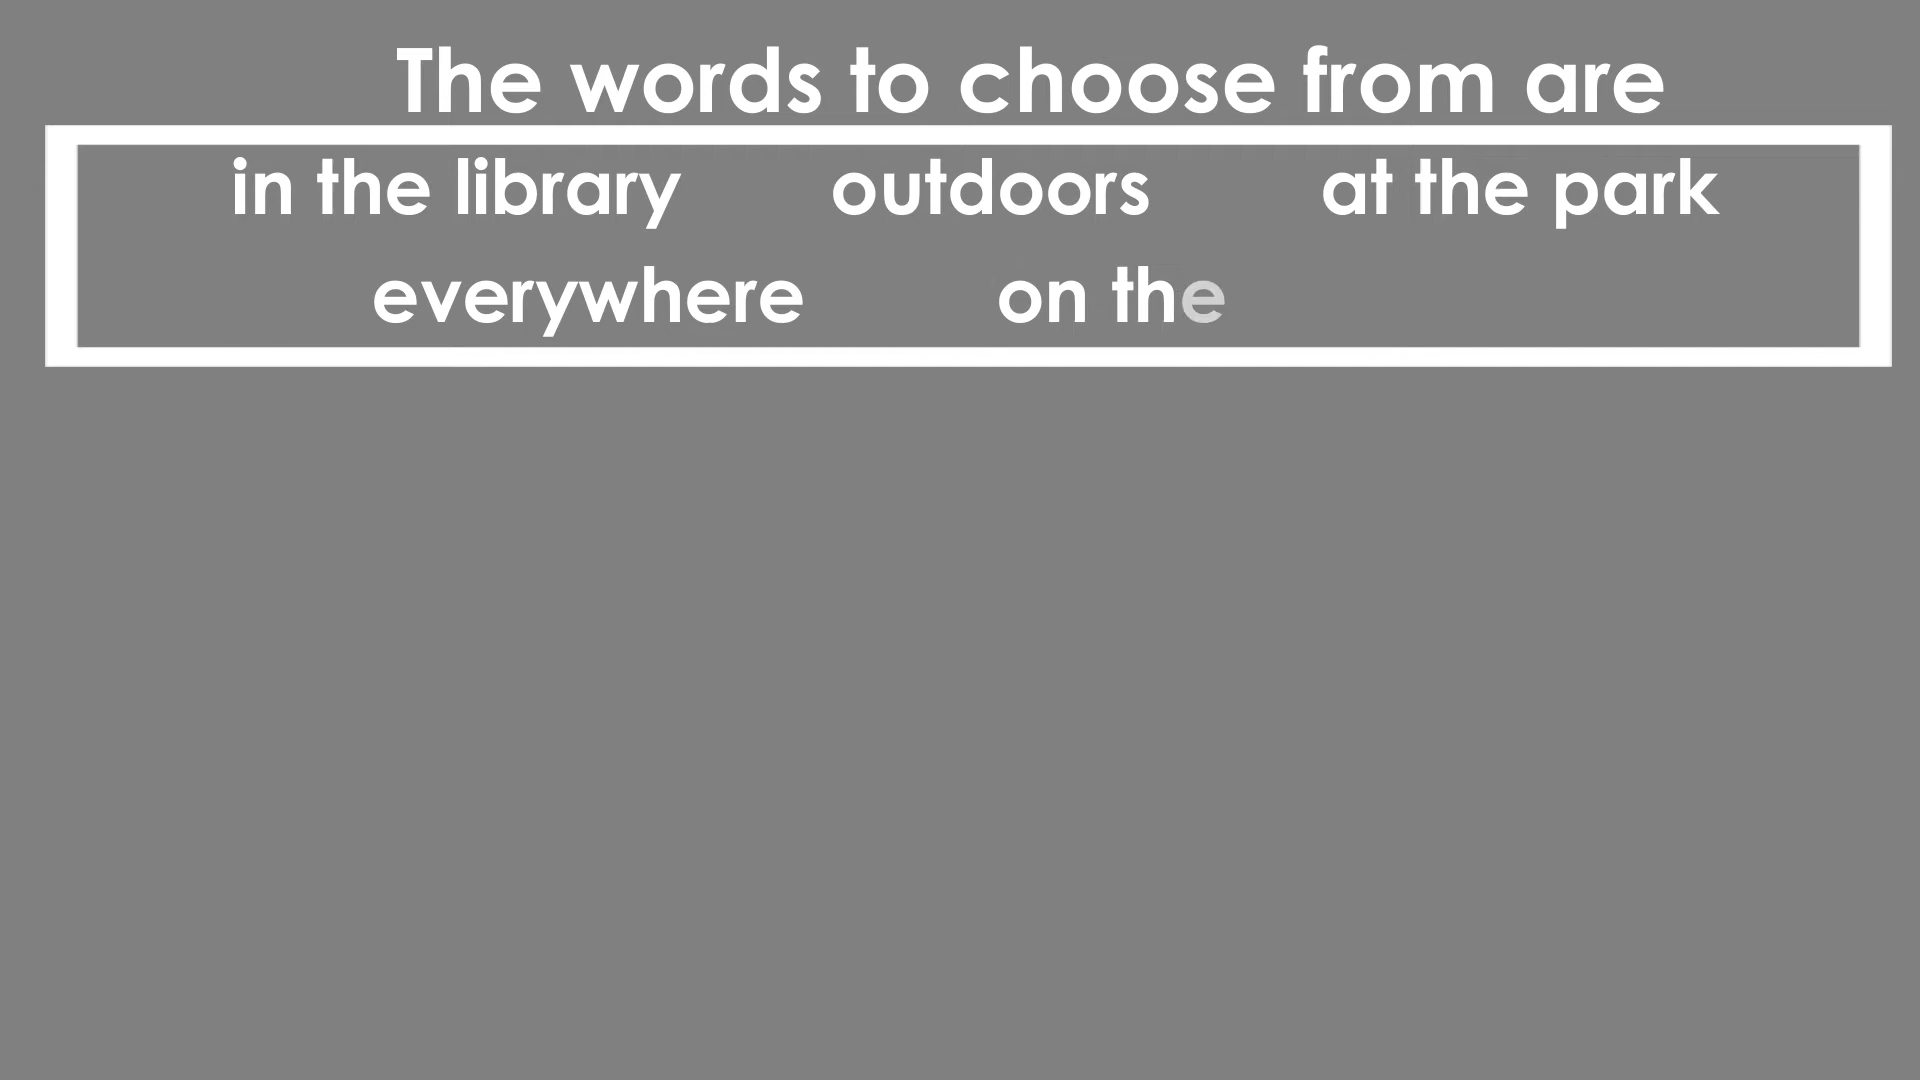 The words to choose from are
in the library outdoors at the park
everywhere on the